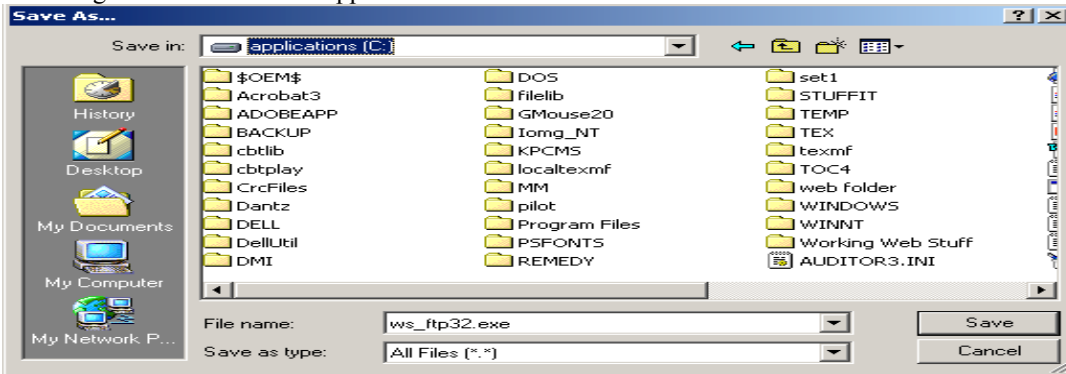 Save As...
Save in:
applications (C:)
History
Desktop
My Documents
My Computer
My Network P...
$OEM$
Acrobat3
ADOBEAPP
BACKUP
cbtlib
cbtplay
CrcFiles
Dantz
DELL
DellUtil
DMI
DOS
filelib
GMouse20
Iomg_NT
KPCMS
localtexmf
MM
pilot
Program Files
PSFONTS
REMEDY
set1
STUFFIT
TEMP
TEX
texmf
TOC4
web folder
WINDOWS
WINNT
Working Web Stuff
AUDITOR3.INI
File name:
ws_ftp32.exe
Save
Save as type:
All Files (*.*)
Cancel